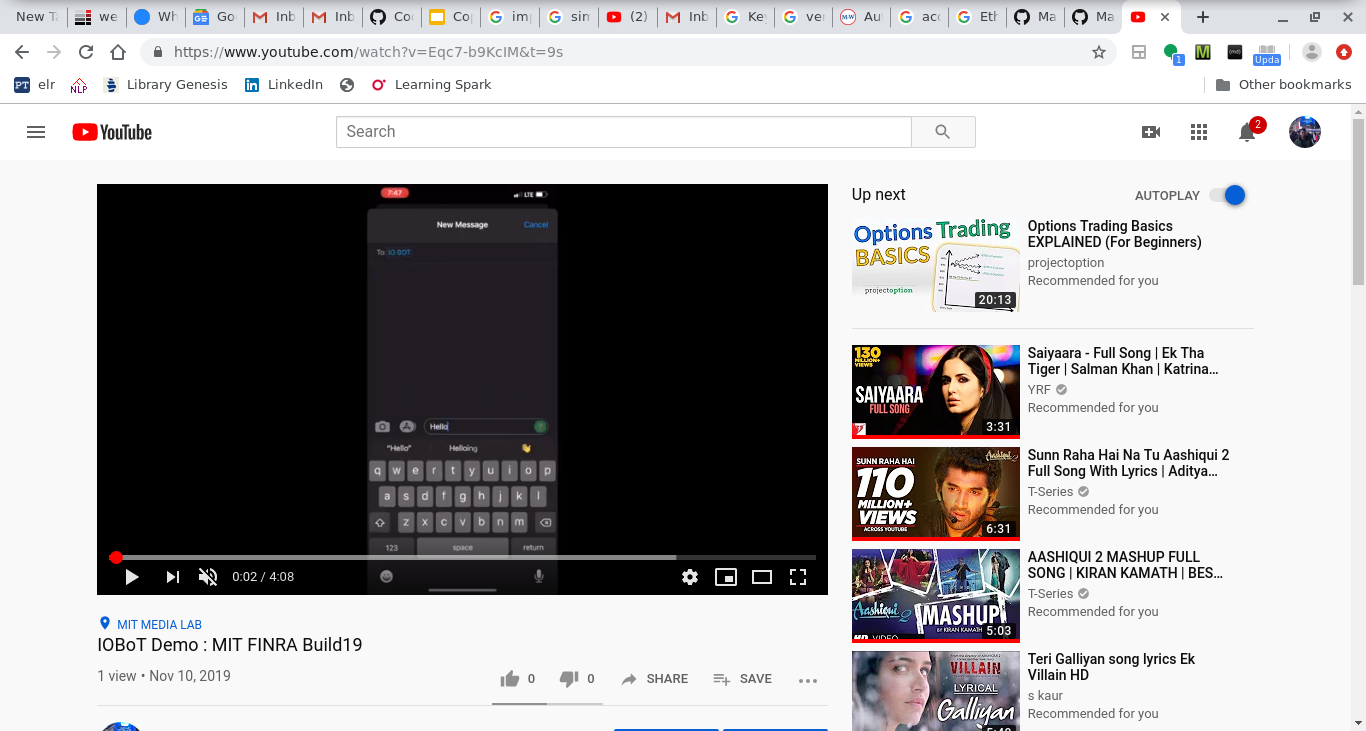 New Ta
we
Wh
Go
Inb
Inb
Coc
Cop
imp
sin
(2)
Inb
Key
ver
Au
acc
Eth
Ma
Ma
https://www.youtube.com/watch?v=Eqc7-b9KcIM&t=9s
1
Upda
PT elr
NLP
Library Genesis
LinkedIn
Learning Spark
Other bookmarks
YouTube
Search
2
7:47
LTE
New Message
Cancel
To: IO BOT
Hello
"Hello"
Helloing
q w e r t y u i o p
a s d f g h j k l
z x c v b n m
123
space
return
0:02 / 4:08
MIT MEDIA LAB
IOBoT Demo : MIT FINRA Build19
1 view • Nov 10, 2019
0
0
SHARE
SAVE
Up next
AUTOPLAY
Options Trading
BASICS
projectoption
20:13
Options Trading Basics
EXPLAINED (For Beginners)
projectoption
Recommended for you
130
MILLION+
VIEWS
SAIYAARA
FULL SONG
3:31
Saiyaara - Full Song | Ek Tha
Tiger | Salman Khan | Katrina...
YRF
Recommended for you
SUNN RAHA HAI
110
MILLION+
VIEWS
ACROSS YOUTUBE
Aashiqui 2
6:31
Sunn Raha Hai Na Tu Aashiqui 2
Full Song With Lyrics | Aditya...
T-Series
Recommended for you
Aashiqui 2
MASHUP
BY KIRAN KAMATH
HD VIDEO
5:03
AASHIQUI 2 MASHUP FULL
SONG | KIRAN KAMATH | BES...
T-Series
Recommended for you
VILLAIN
LYRICAL
Galliyan
Teri Galliyan song lyrics Ek
Villain HD
s kaur
Recommended for you